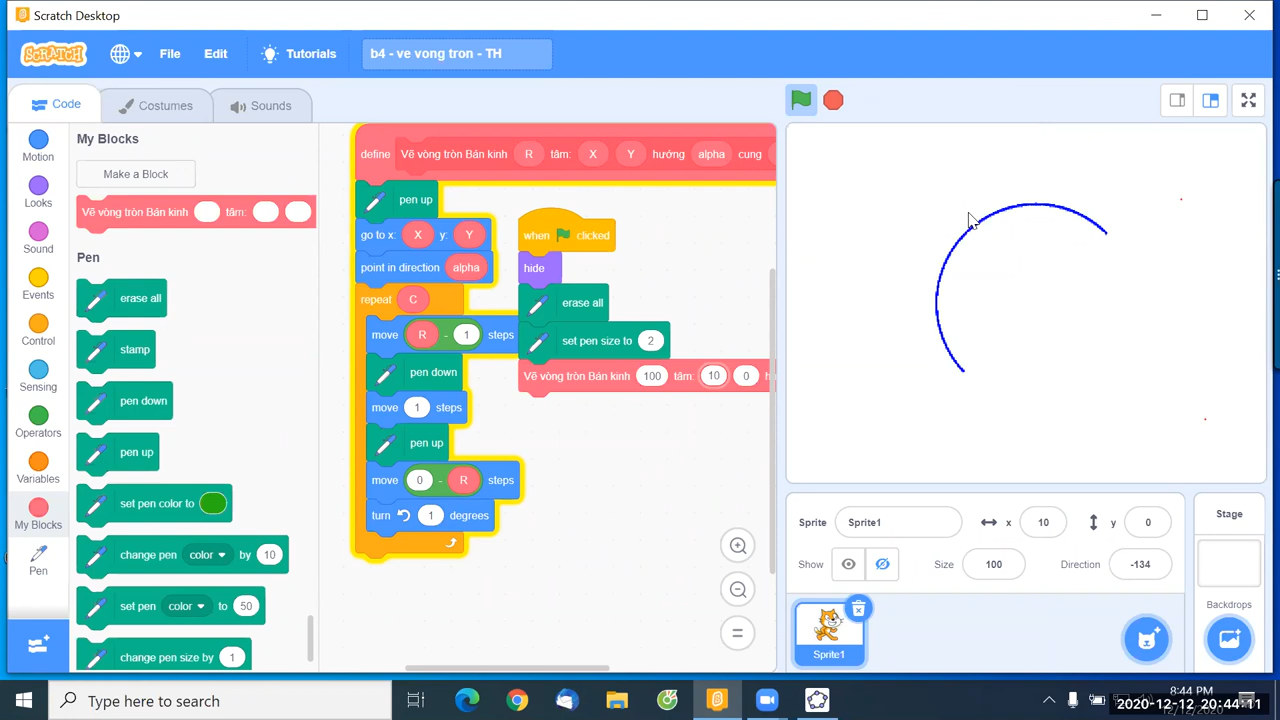 Scratch Desktop
SCRATCH File Edit Tutorials b4 - ve vong tron - TH
Code Costumes Sounds
Motion
Looks
Sound
Events
Control
Sensing
Operators
Variables
My Blocks
Pen
My Blocks
Make a Block
Vẽ vòng tròn Bán kinh tâm:
Pen
erase all
stamp
pen down
pen up
set pen color to
change pen color by 10
set pen color to 50
change pen size by 1
define Vẽ vòng tròn Bán kinh R tâm: X Y hướng alpha cung
pen up
go to x: X y: Y
point in direction alpha
repeat C
move R - 1 steps
pen down
move 1 steps
pen up
move 0 - R steps
turn 1 degrees
when clicked
hide
erase all
set pen size to 2
Vẽ vòng tròn Bán kinh 100 tâm: 10 0
Sprite Sprite1 x 10 y 0
Show Size 100 Direction -134
Sprite1
Stage
Backdrops
Type here to search
8:44 PM
2020-12-12 20:44:11